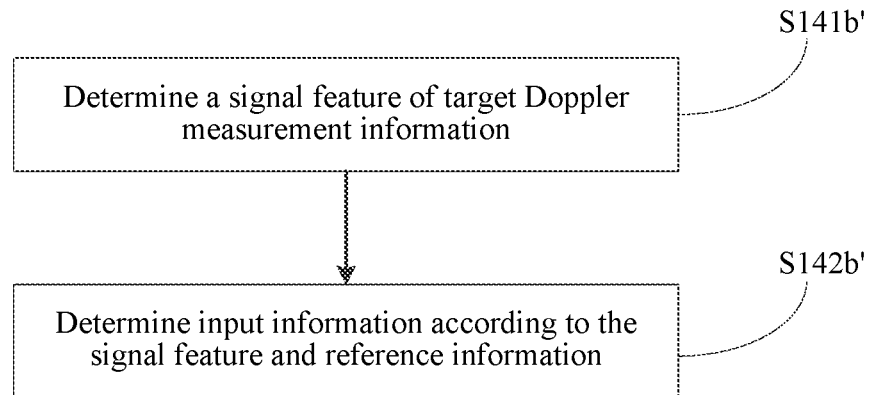 S141b'
Determine a signal feature of target Doppler
measurement information
S142b'
Determine input information according to the
signal feature and reference information